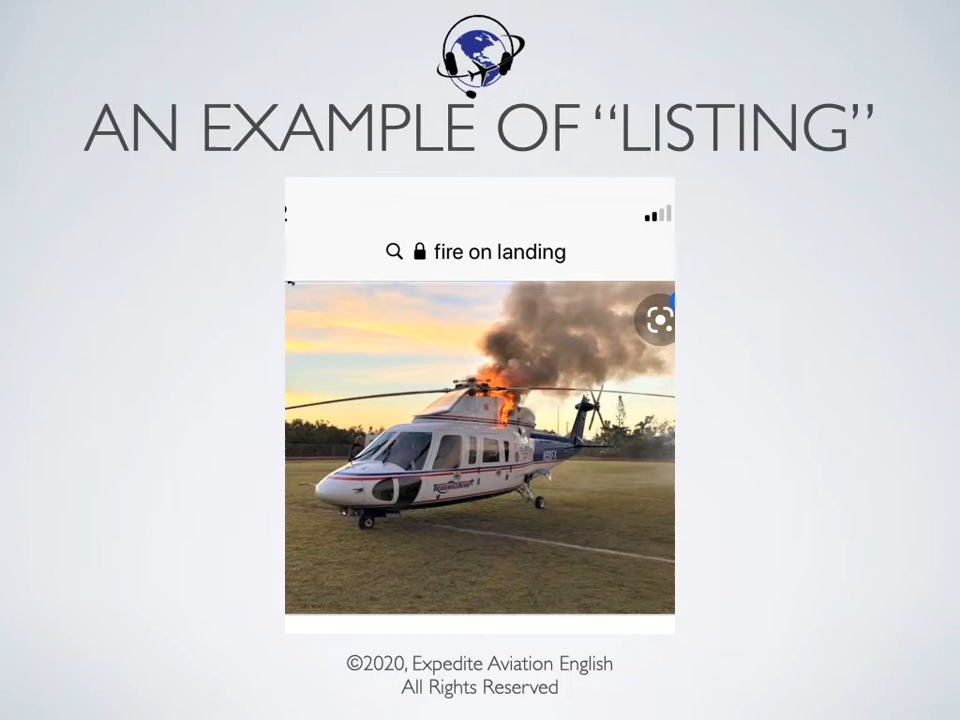 AN EXAMPLE OF “LISTING”
fire on landing
©2020, Expedite Aviation English
All Rights Reserved